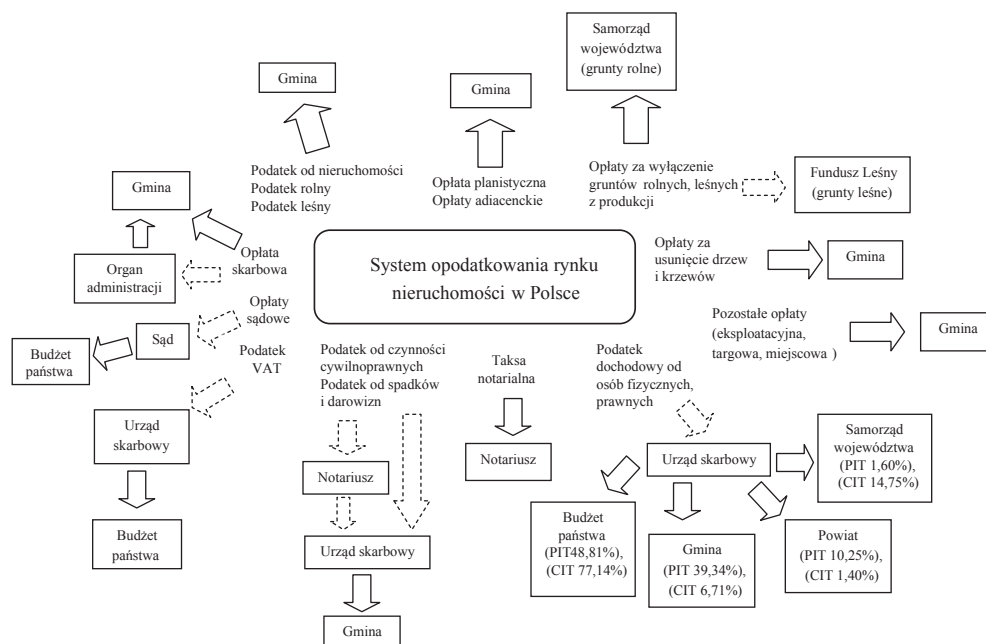 Samorząd
województwa
(grunty rolne)
Gmina
Gmina
Podatek od nieruchomości
Podatek rolny
Podatek leśny
Opłata planistyczna
Opłaty adiacenckie
Opłaty za wyłączenie
gruntów rolnych, leśnych
z produkcji
Fundusz Leśny
(grunty leśne)
Gmina
Opłata
skarbowa
Organ
administracji
System opodatkowania rynku
nieruchomości w Polsce
Opłaty za
usunięcie drzew
i krzewów
Gmina
Opłaty
sądowe
Sąd
Budżet
państwa
Pozostałe opłaty
(eksploatacyjna,
targowa, miejscowa )
Gmina
Podatek
VAT
Urząd
skarbowy
Budżet
państwa
Podatek od czynności
cywilnoprawnych
Podatek od spadków
i darowizn
Notariusz
Urząd skarbowy
Gmina
Taksa
notarialna
Notariusz
Podatek
dochodowy od
osób fizycznych,
prawnych
Urząd skarbowy
Samorząd
województwa
(PIT 1,60%),
(CIT 14,75%)
Budżet
państwa
(PIT48,81%),
(CIT 77,14%)
Gmina
(PIT 39,34%),
(CIT 6,71%)
Powiat
(PIT 10,25%)
(CIT 1,40%)